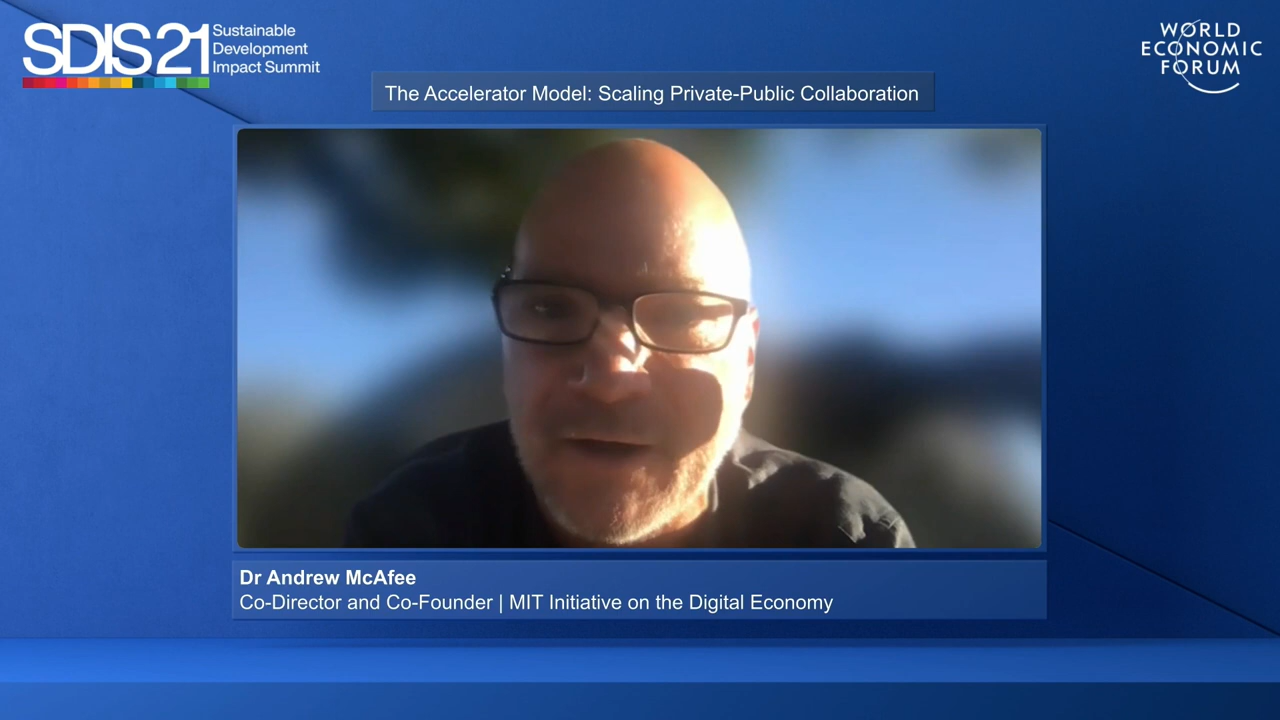 SDIS21
Sustainable
Development
Impact Summit
WORLD
ECONOMIC
FORUM
The Accelerator Model: Scaling Private-Public Collaboration
Dr Andrew McAfee
Co-Director and Co-Founder | MIT Initiative on the Digital Economy